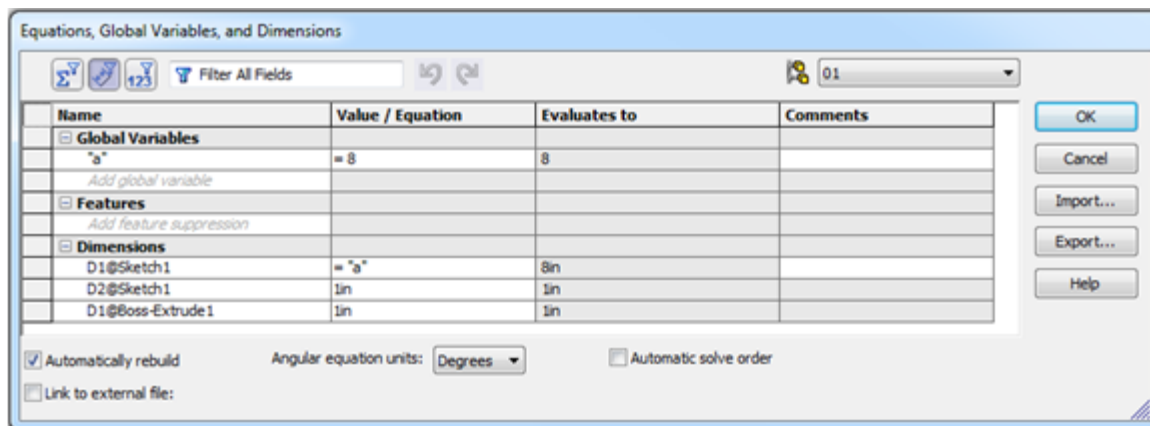 Equations, Global Variables, and Dimensions
Σ 123 Filter All Fields 01
Name Value / Equation Evaluates to Comments OK
Global Variables
"a" = 8 8 Cancel
Add global variable
Features Import...
Add feature suppression
Dimensions Export...
D1@Sketch1 = "a" 8in
D2@Sketch1 1in 1in Help
D1@Boss-Extrude1 1in 1in
Automatically rebuild Angular equation units: Degrees Automatic solve order
Link to external file: